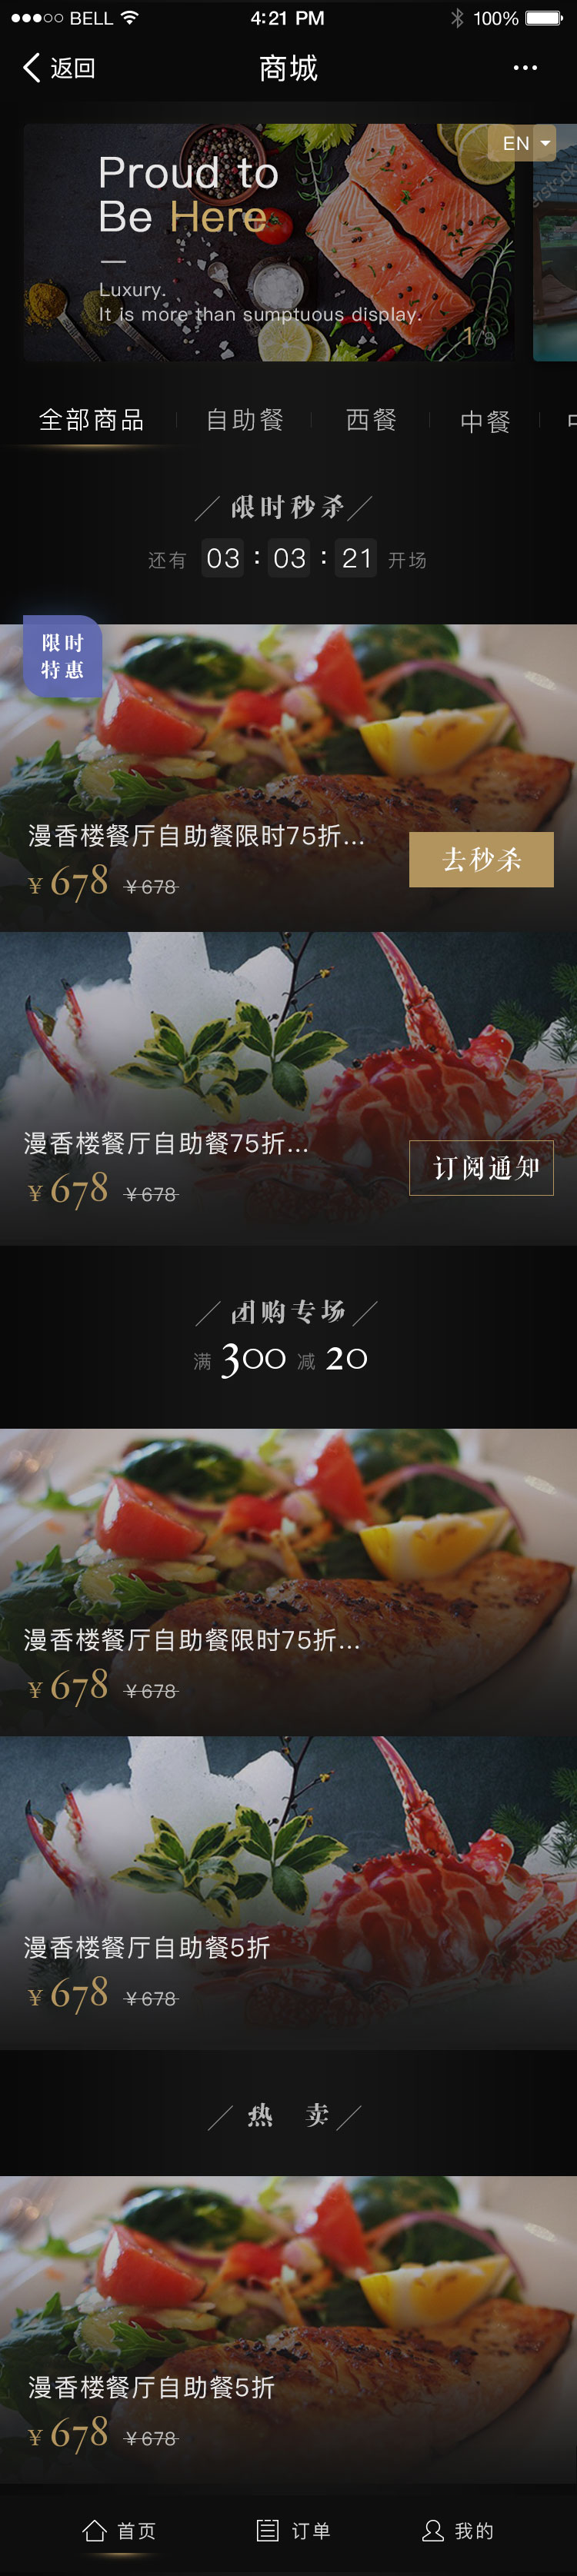 BELL 4:21 PM 100%
返回 商城
EN
Proud to
Be Here
Luxury.
It is more than sumptuous display.
1/8
全部商品 自助餐 西餐 中餐
限时秒杀
还有 03 : 03 : 21 开场
限时
特惠
漫香楼餐厅自助餐限时75折...
¥ 678 ¥678
去秒杀
漫香楼餐厅自助餐75折...
¥ 678 ¥678
订阅通知
团购专场
满 300 减 20
漫香楼餐厅自助餐限时75折...
¥ 678 ¥678
漫香楼餐厅自助餐5折
¥ 678 ¥678
热 卖
漫香楼餐厅自助餐5折
¥ 678 ¥678
首页 订单 我的